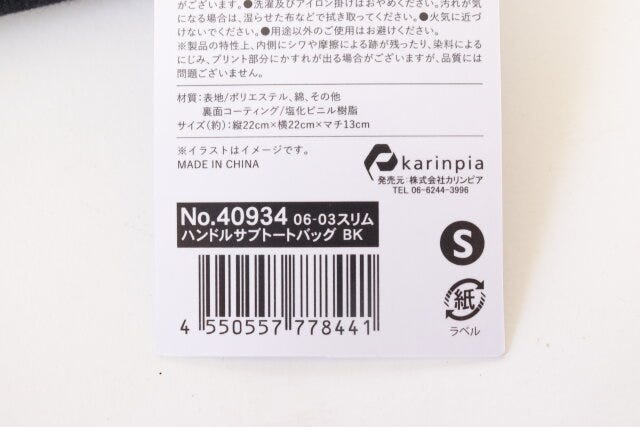 がございます。●洗濯及びアイロン掛けはおやめください。汚れが気
になる場合は、湿らせた布などで拭き取ってください。●火気に近づ
けないでください。●用途以外のご使用はお避けください。
※製品の特性上、内側にシワや摩擦による跡が残ったり、染料による
にじみ、プリント部分にかすれが出る場合がございますが、品質には
問題ございません。
材質：表地/ポリエステル、綿、その他
裏面コーティング/塩化ビニル樹脂
サイズ（約）：縦22cm×横22cm×マチ13cm
※イラストはイメージです。
MADE IN CHINA
karinpia
発売元：株式会社カリンピア
TEL 06-6244-3996
No.40934 06-03スリム
ハンドルサブトートバッグ BK
S
4 550557 778441
紙
ラベル